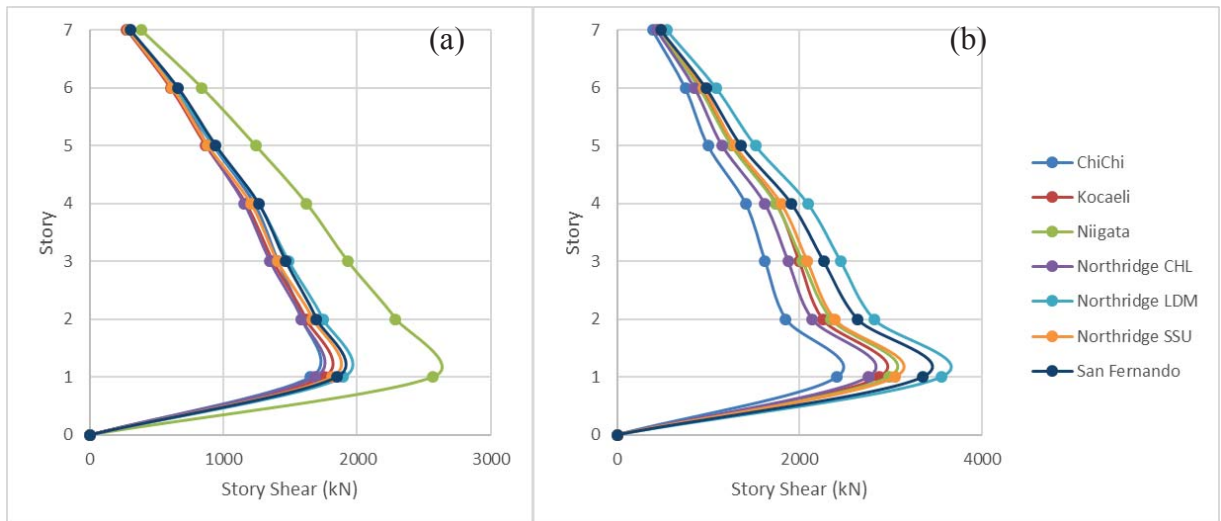 (a)
7
6
5
4
3
2
1
0
Story
0 1000 2000 3000
Story Shear (kN)
(b)
7
6
5
4
3
2
1
0
Story
0 2000 4000
Story Shear (kN)
ChiChi
Kocaeli
Niigata
Northridge CHL
Northridge LDM
Northridge SSU
San Fernando